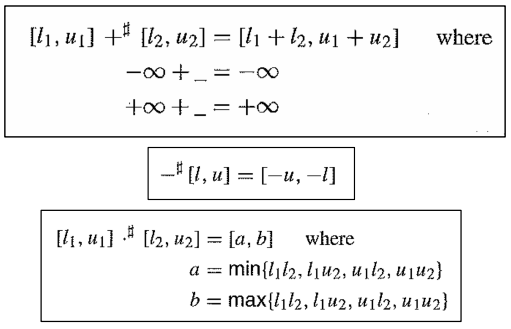 [l₁, u₁] +♯ [l₂, u₂] = [l₁ + l₂, u₁ + u₂] where
−∞ + _ = −∞
+∞ + _ = +∞
−♯ [l, u] = [−u, −l]
[l₁, u₁] ·♯ [l₂, u₂] = [a, b] where
a = min{l₁l₂, l₁u₂, u₁l₂, u₁u₂}
b = max{l₁l₂, l₁u₂, u₁l₂, u₁u₂}